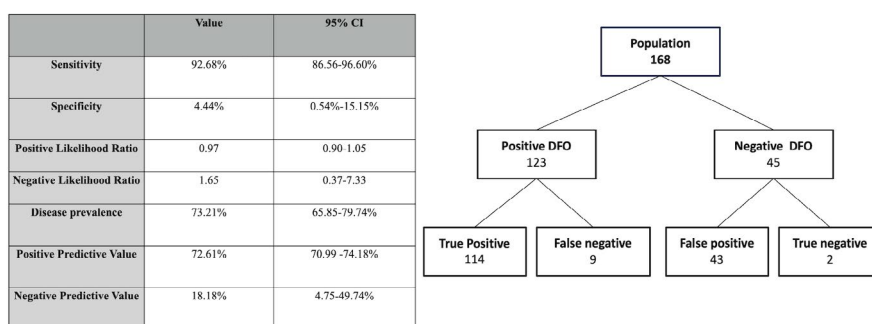 Value 95% CI
Sensitivity 92.68% 86.56-96.60%
Specificity 4.44% 0.54%-15.15%
Positive Likelihood Ratio 0.97 0.90-1.05
Negative Likelihood Ratio 1.65 0.37-7.33
Disease prevalence 73.21% 65.85-79.74%
Positive Predictive Value 72.61% 70.99 -74.18%
Negative Predictive Value 18.18% 4.75-49.74%
Population
168
Positive DFO
123
Negative DFO
45
True Positive
114
False negative
9
False positive
43
True negative
2